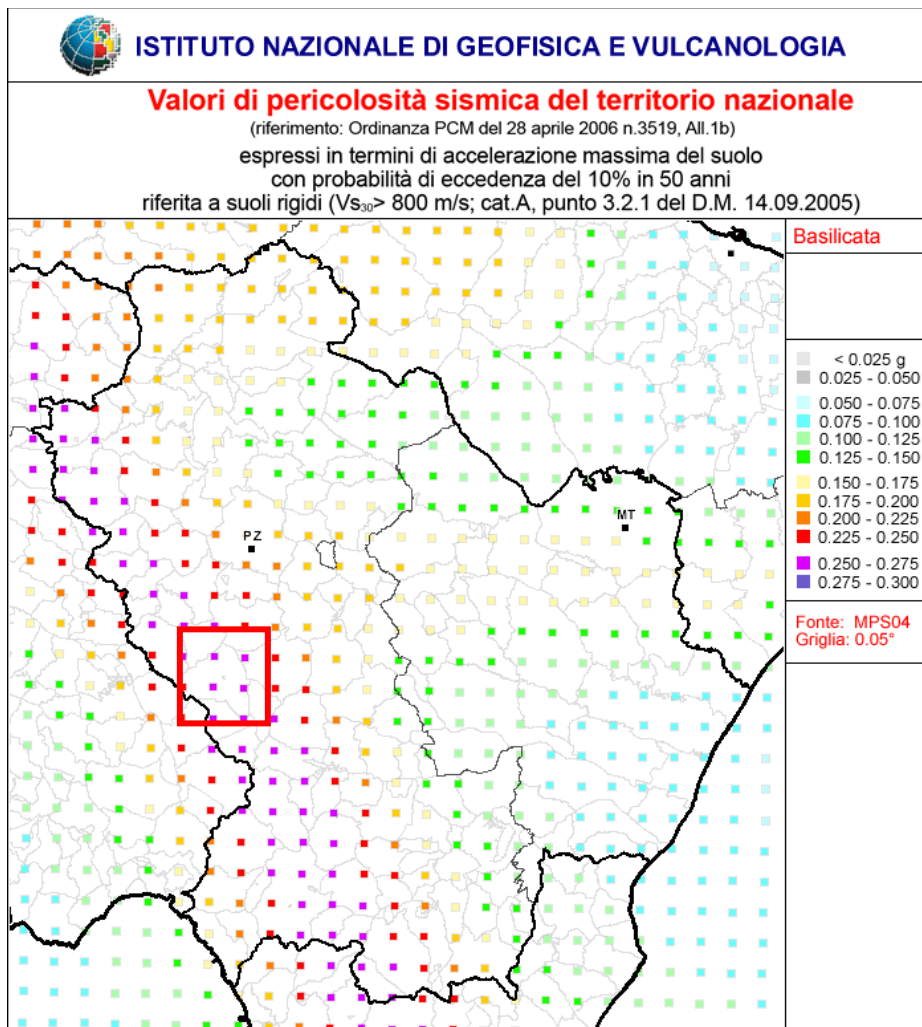 ISTITUTO NAZIONALE DI GEOFISICA E VULCANOLOGIA
Valori di pericolosità sismica del territorio nazionale
(riferimento: Ordinanza PCM del 28 aprile 2006 n.3519, All.1b)
espressi in termini di accelerazione massima del suolo
con probabilità di eccedenza del 10% in 50 anni
riferita a suoli rigidi (Vs30> 800 m/s; cat.A, punto 3.2.1 del D.M. 14.09.2005)
Basilicata
< 0.025 g
0.025 - 0.050
0.050 - 0.075
0.075 - 0.100
0.100 - 0.125
0.125 - 0.150
0.150 - 0.175
0.175 - 0.200
0.200 - 0.225
0.225 - 0.250
0.250 - 0.275
0.275 - 0.300
Fonte: MPS04
Griglia: 0.05°
MT
PZ